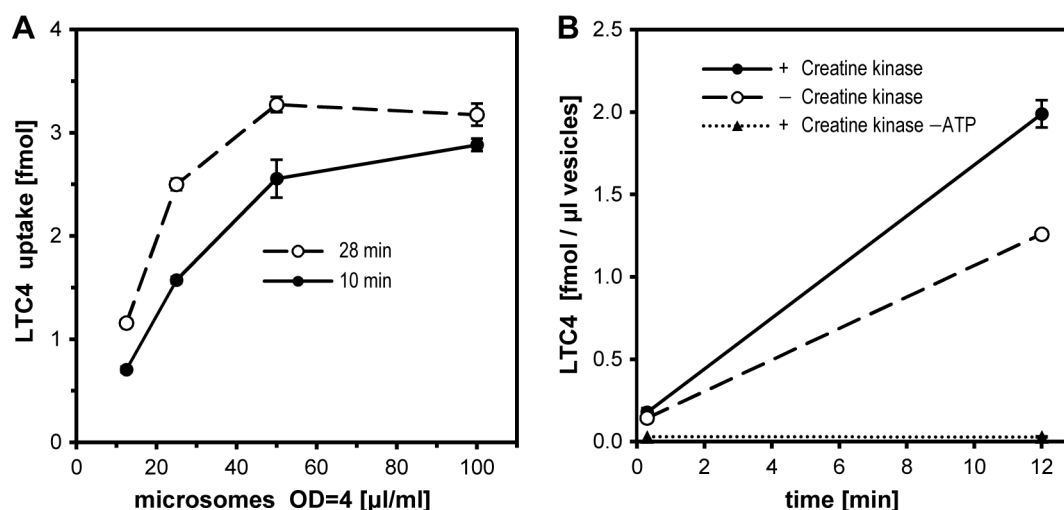 A
4
3
2
1
0
LTC4 uptake [fmol]
28 min
10 min
0 20 40 60 80 100
microsomes OD=4 [µl/ml]
B
2.5
2.0
1.5
1.0
0.5
0.0
LTC4 [fmol / µl vesicles]
+ Creatine kinase
– Creatine kinase
+ Creatine kinase –ATP
0 2 4 6 8 10 12
time [min]